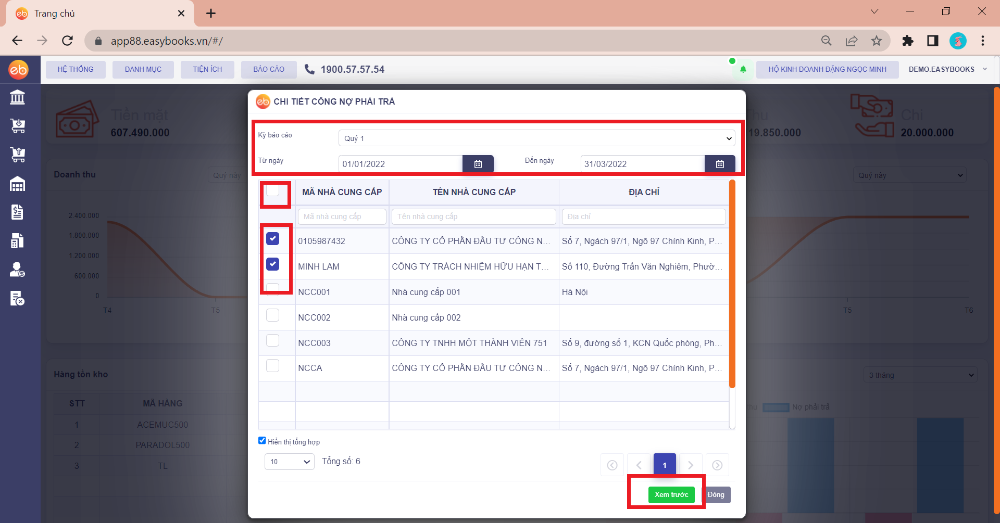 Trang chủ
app88.easybooks.vn/#/
eb
HỆ THỐNG
DANH MỤC
TIỆN ÍCH
BÁO CÁO
1900.57.57.54
HỘ KINH DOANH ĐẶNG NGỌC MINH
DEMO.EASYBOOKS
Tiền mặt
607.490.000
Thu
19.850.000
Chi
20.000.000
Doanh thu
Quý này
Quý này
2.400.000
1.800.000
1.200.000
600.000
0
T4
T5
T5
T6
Hàng tồn kho
3 tháng
STT
MÃ HÀNG
1
ACEMUC500
2
PARADOL500
3
TL
thu
Nợ phải trả
eb CHI TIẾT CÔNG NỢ PHẢI TRẢ
Kỳ báo cáo
Quý 1
Từ ngày
01/01/2022
Đến ngày
31/03/2022
MÃ NHÀ CUNG CẤP
TÊN NHÀ CUNG CẤP
ĐỊA CHỈ
Mã nhà cung cấp
Tên nhà cung cấp
Địa chỉ
0105987432 CÔNG TY CỔ PHẦN ĐẦU TƯ CÔNG N... Số 7, Ngách 97/1, Ngõ 97 Chính Kinh, P...
MINH LAM CÔNG TY TRÁCH NHIỆM HỮU HẠN T... Số 110, Đường Trần Văn Nghiêm, Phườ...
NCC001 Nhà cung cấp 001 Hà Nội
NCC002 Nhà cung cấp 002
NCC003 CÔNG TY TNHH MỘT THÀNH VIÊN 751 Số 9, đường số 1, KCN Quốc phòng, Ph...
NCCA CÔNG TY CỔ PHẦN ĐẦU TƯ CÔNG N... Số 7, Ngách 97/1, Ngõ 97 Chính Kinh, P...
Hiển thị tổng hợp
10
Tổng số: 6
1
Xem trước
Đóng